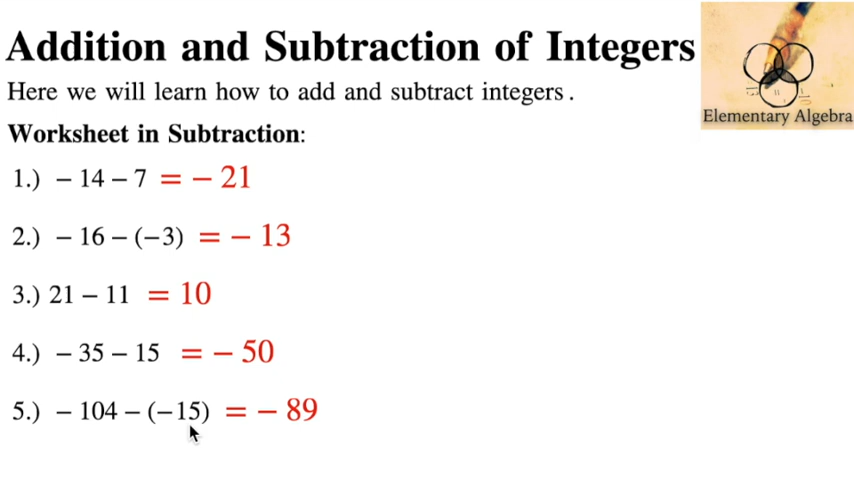 Addition and Subtraction of Integers
Here we will learn how to add and subtract integers .
Elementary Algebra
Worksheet in Subtraction:
1.) – 14 – 7 = – 21
2.) – 16 – (–3) = – 13
3.) 21 – 11 = 10
4.) – 35 – 15 = – 50
5.) – 104 – (–15) = – 89